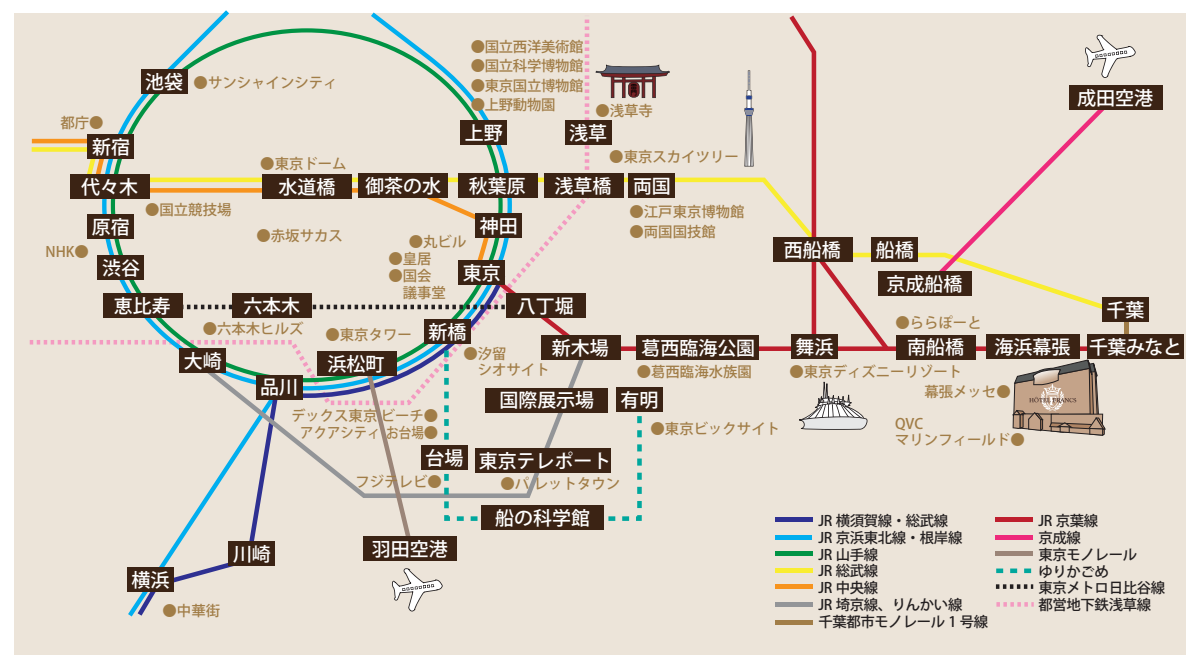 ●国立西洋美術館
●国立科学博物館
●東京国立博物館
●上野動物園
池袋
●サンシャインシティ
成田空港
●浅草寺
都庁●
新宿
上野
浅草
●東京ドーム
●東京スカイツリー
代々木
水道橋
御茶の水
秋葉原
浅草橋
両国
●国立競技場
●江戸東京博物館
●両国国技館
原宿
●赤坂サカス
神田
●丸ビル
NHK●
●皇居
●国会
議事堂
西船橋
船橋
渋谷
東京
京成船橋
恵比寿
六本木
八丁堀
千葉
●六本木ヒルズ
●東京タワー
新橋
●ららぽーと
大崎
浜松町
●汐留
シオサイト
新木場
葛西臨海公園
舞浜
南船橋
海浜幕張
千葉みなと
●葛西臨海水族園
●東京ディズニーリゾート
品川
幕張メッセ●
HOTEL FRANCS
国際展示場
有明
デックス東京ビーチ●
アクアシティお台場●
●東京ビックサイト
QVC
マリンフィールド●
台場
東京テレポート
フジテレビ●
●パレットタウン
船の科学館
羽田空港
川崎
横浜
●中華街
JR 横須賀線・総武線
JR 京浜東北線・根岸線
JR 山手線
JR 総武線
JR 中央線
JR 埼京線、りんかい線
千葉都市モノレール1号線
JR 京葉線
京成線
東京モノレール
ゆりかごめ
東京メトロ日比谷線
都営地下鉄浅草線